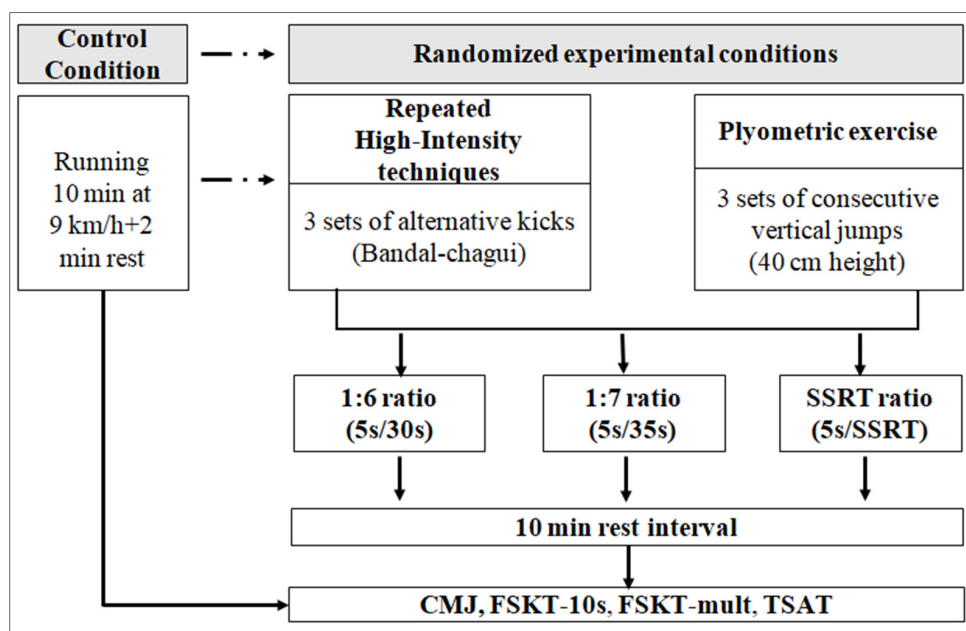 Control
Condition
Randomized experimental conditions
Running
10 min at
9 km/h+2
min rest
Repeated
High-Intensity
techniques
3 sets of alternative kicks
(Bandal-chagui)
Plyometric exercise
3 sets of consecutive
vertical jumps
(40 cm height)
1:6 ratio
(5s/30s)
1:7 ratio
(5s/35s)
SSRT ratio
(5s/SSRT)
10 min rest interval
CMJ, FSKT-10s, FSKT-mult, TSAT